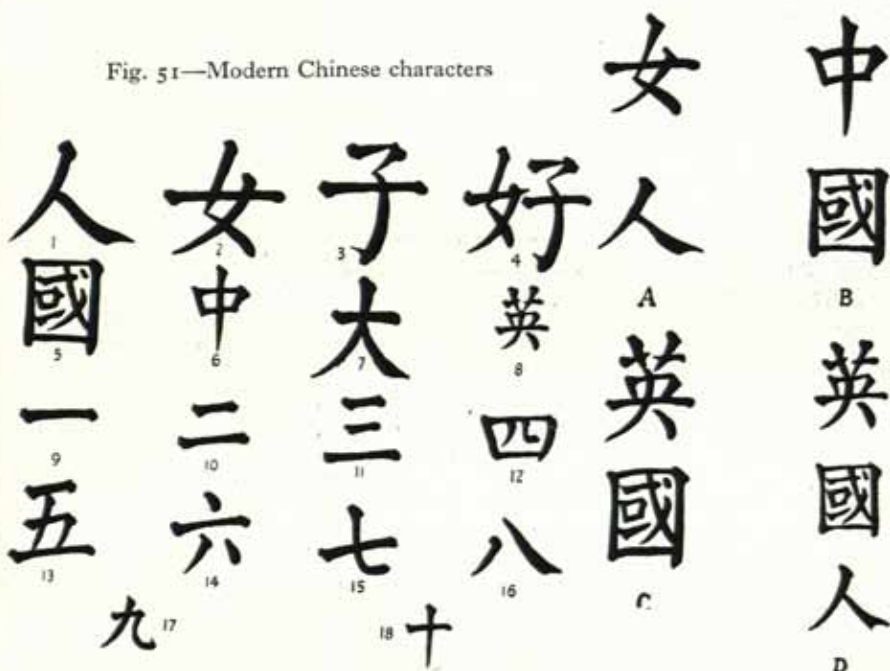 Fig. 51—Modern Chinese characters
人 女 子 好
1 2 3 4
國 中 大 英
5 6 7 8
一 二 三 四
9 10 11 12
五 六 七 八
13 14 15 16
九 17 18 十
女
人
A
中
國
B
英
國
C
英
國
人
D